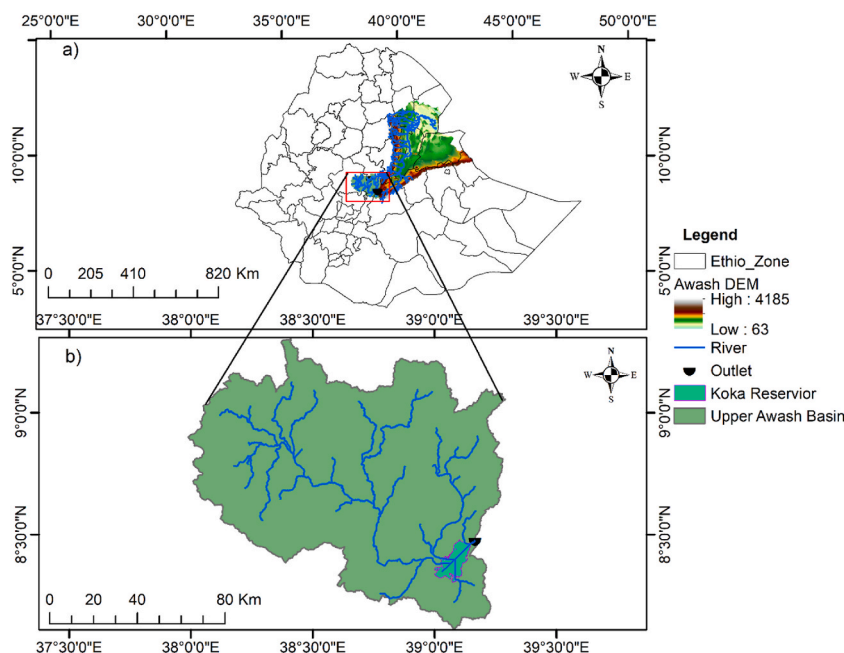 25°0'0"E 30°0'0"E 35°0'0"E 40°0'0"E 45°0'0"E 50°0'0"E
a)
N
W E
S
10°0'0"N
5°0'0"N
10°0'0"N
5°0'0"N
0 205 410 820 Km
37°30'0"E 38°0'0"E 38°30'0"E 39°0'0"E 39°30'0"E
b)
N
W E
S
9°0'0"N
8°30'0"N
9°0'0"N
8°30'0"N
0 20 40 80 Km
37°30'0"E 38°0'0"E 38°30'0"E 39°0'0"E 39°30'0"E
Legend
Ethio_Zone
Awash DEM
High : 4185
Low : 63
River
Outlet
Koka Reservior
Upper Awash Basin